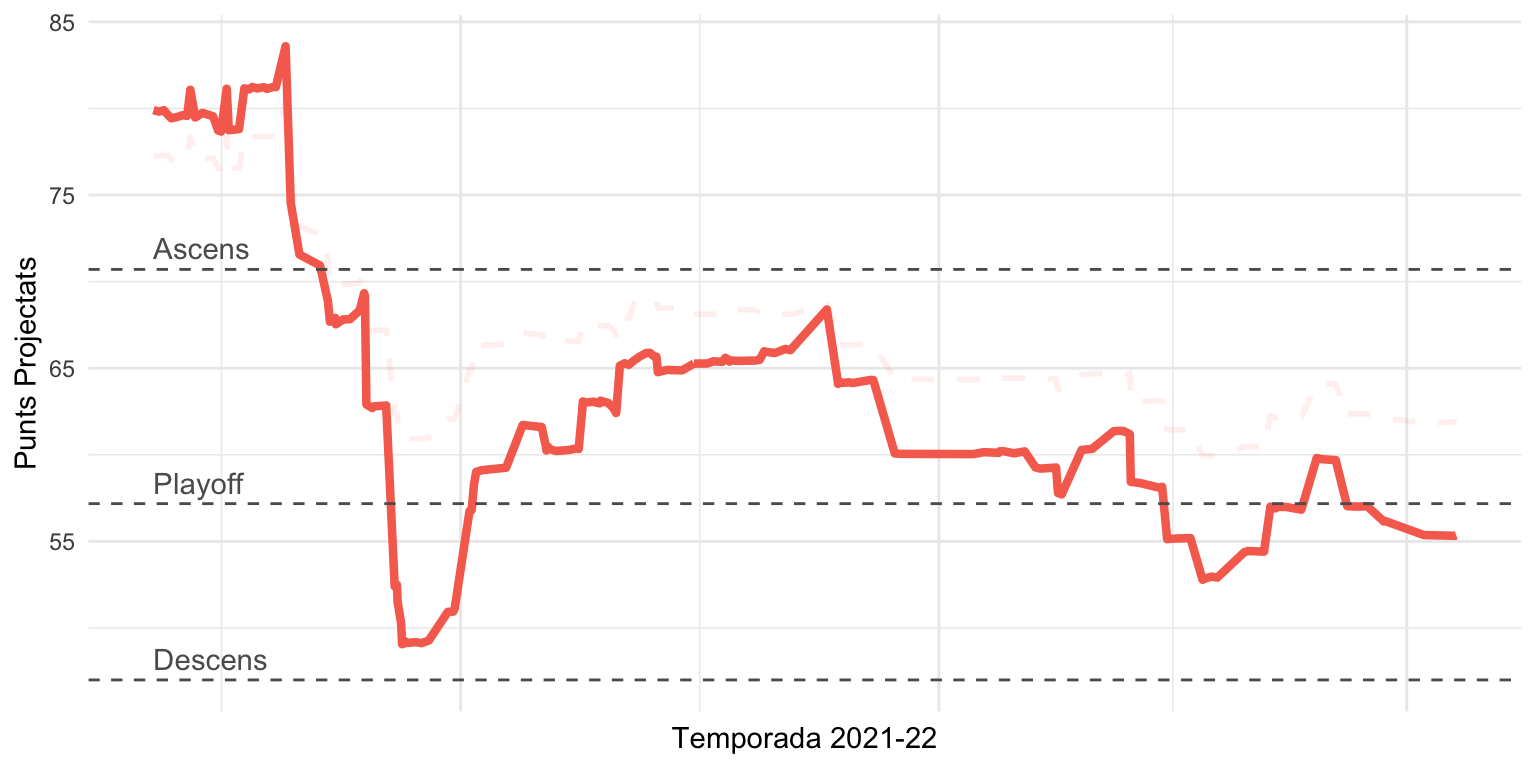 85
75
65
55
Punts Projectats
Ascens
Playoff
Descens
Temporada 2021-22